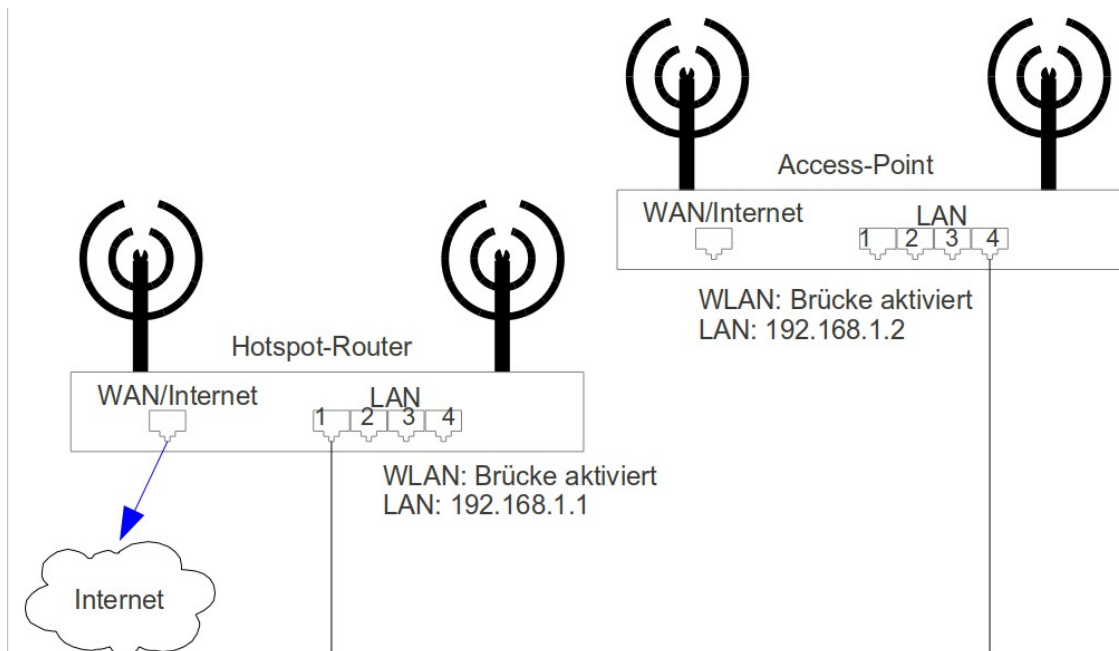 Access-Point
WAN/Internet
LAN
1 2 3 4
WLAN: Brücke aktiviert
LAN: 192.168.1.2
Hotspot-Router
WAN/Internet
LAN
1 2 3 4
WLAN: Brücke aktiviert
LAN: 192.168.1.1
Internet